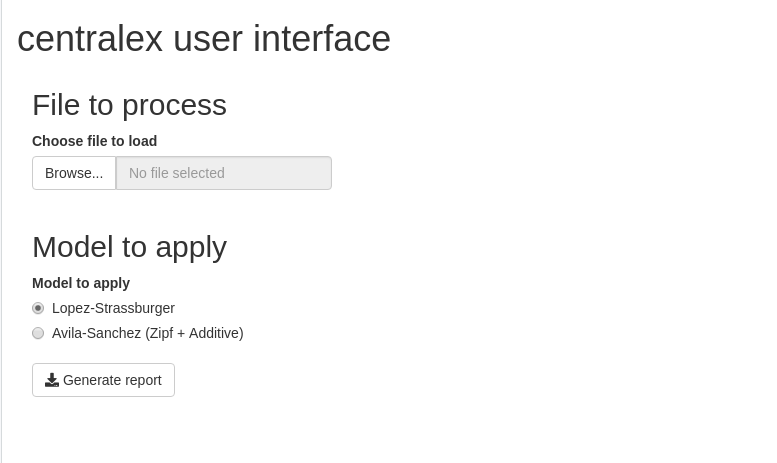 centralex user interface
File to process
Choose file to load
Browse... No file selected
Model to apply
Model to apply
Lopez-Strassburger
Avila-Sanchez (Zipf + Additive)
Generate report